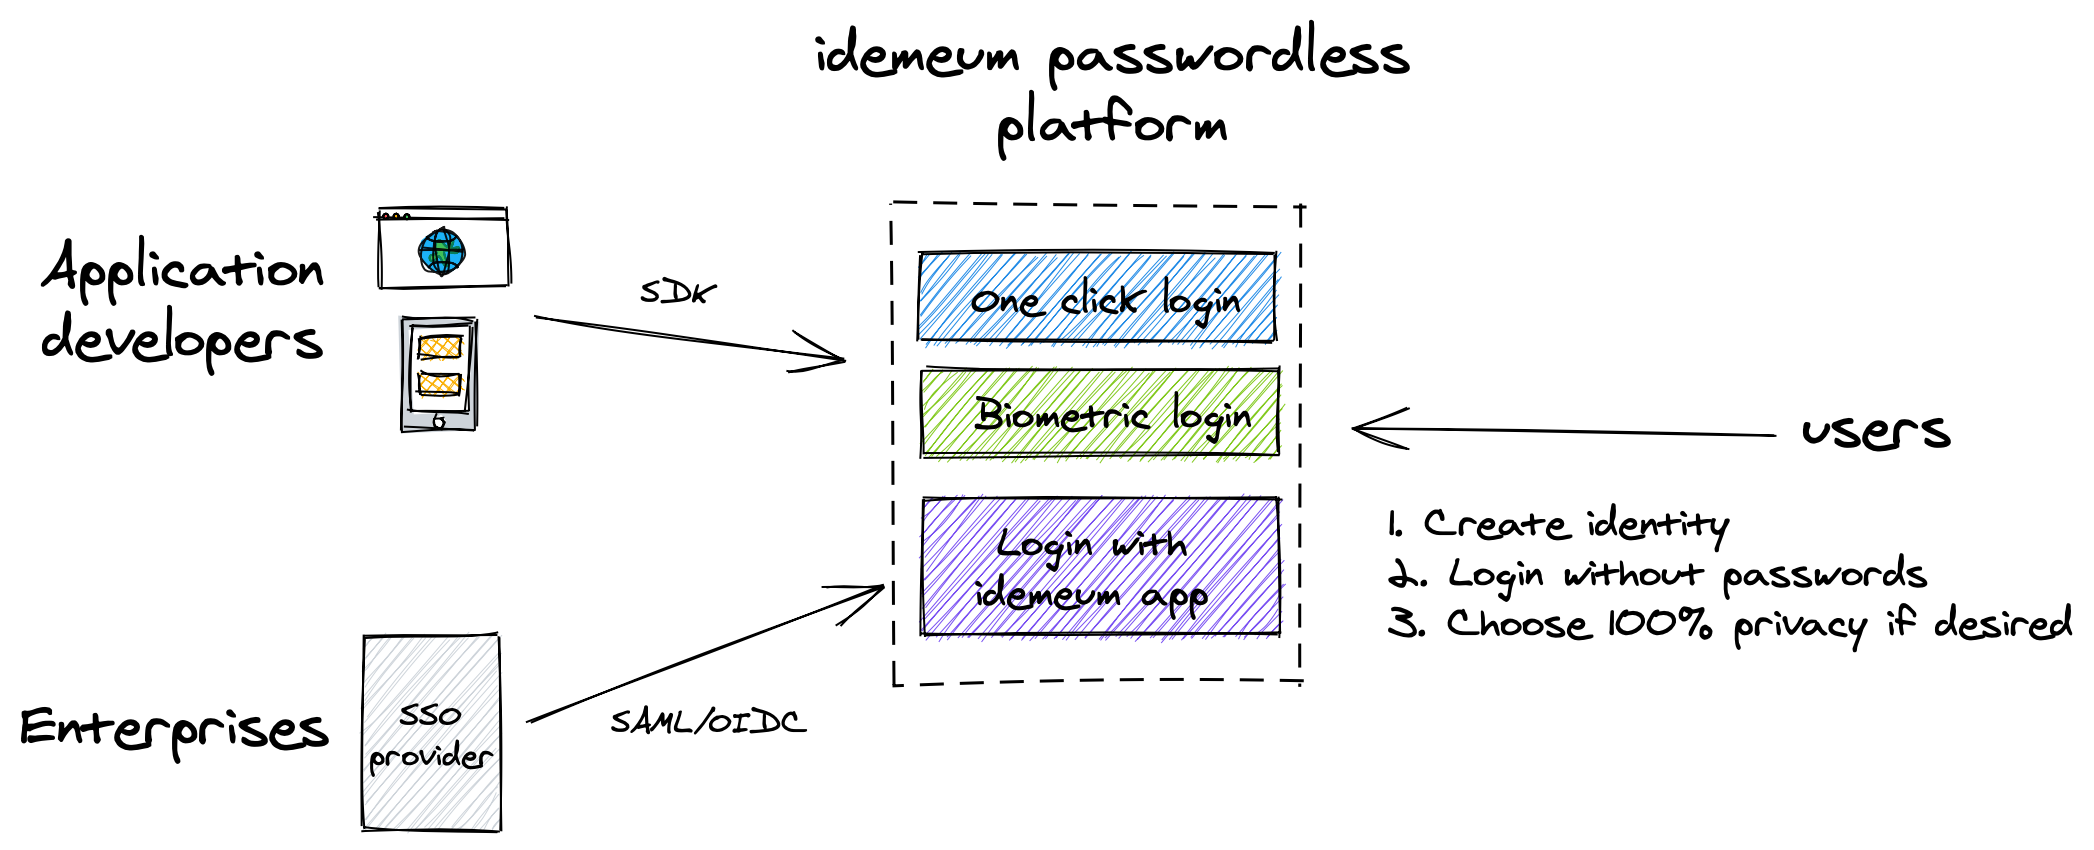 idemeum passwordless
platform
Application
developers
SDK
One click login
Biometric login
Login with
idemeum app
users
1. Create identity
2. Login without passwords
3. Choose 100% privacy if desired
Enterprises
SSO
provider
SAML/OIDC